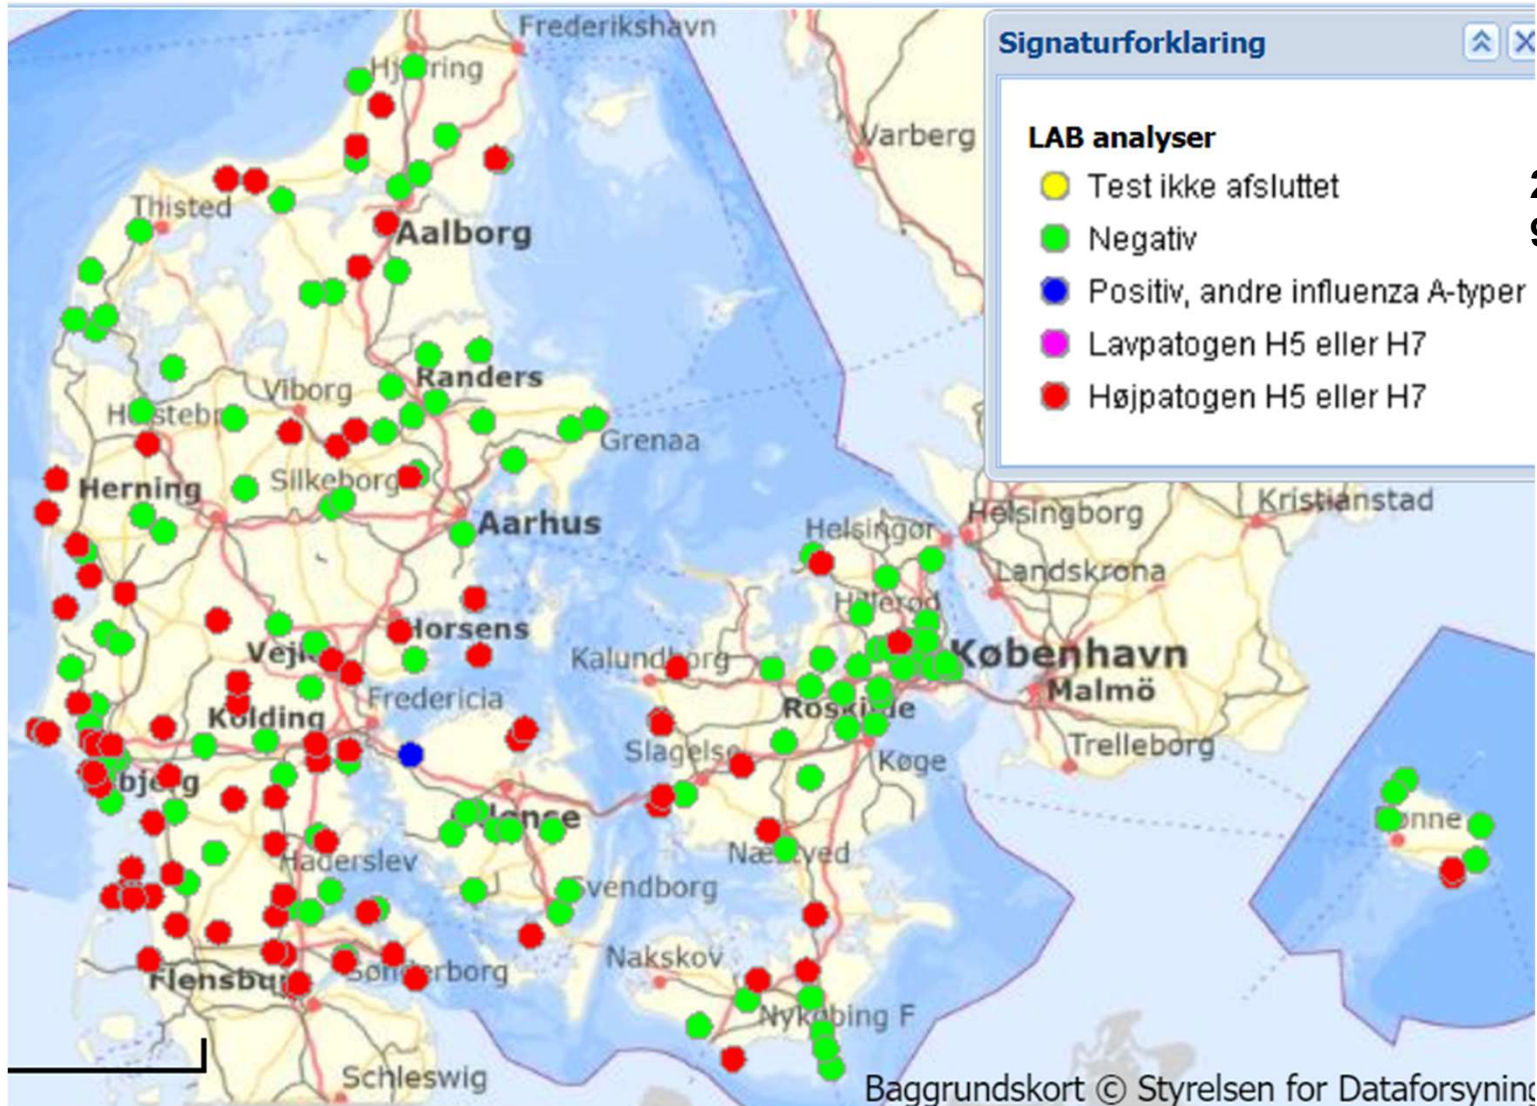 Frederikshavn
Signaturforklaring
Varberg
LAB analyser
Test ikke afsluttet
Negativ
Positiv, andre influenza A-typer
Lavpatogen H5 eller H7
Højpatogen H5 eller H7
Thisted
Aalborg
Randers
Viborg
Grenaa
Silkeborg
Herning
Aarhus
Helsingør
Helsingborg
Kristianstad
Landskrona
Hillerød
Horsens
København
Kalundborg
Malmö
Fredericia
Kolding
Slagelse
Trelleborg
Køge
Haderslev
Svendborg
Nakskov
Nykøbing F
Schleswig
Baggrundskort © Styrelsen for Dataforsyning